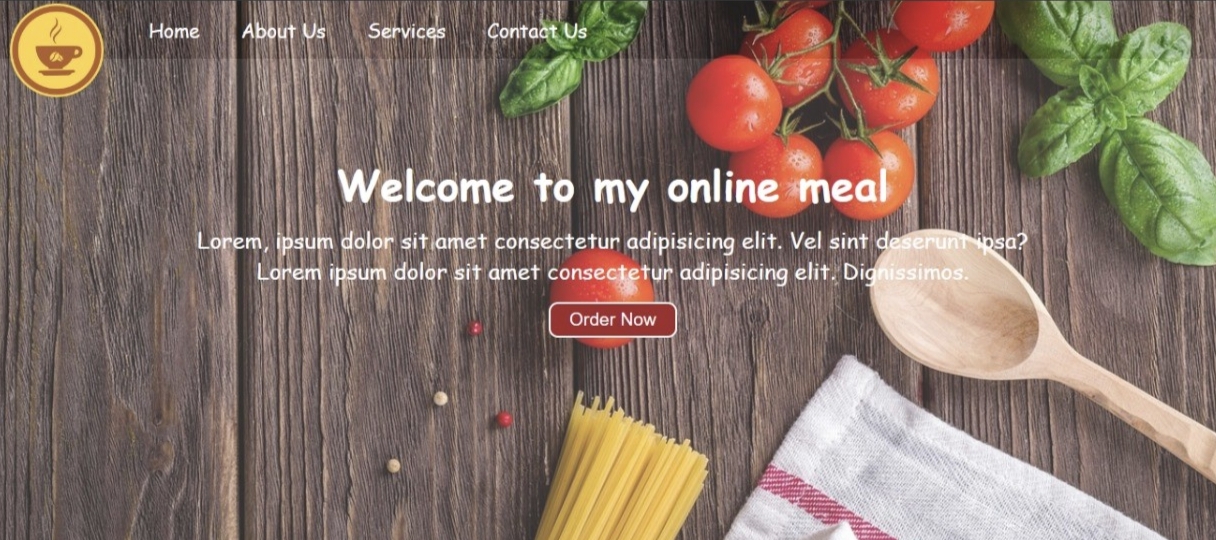 Home About Us Services Contact Us
Welcome to my online meal
Lorem, ipsum dolor sit amet consectetur adipisicing elit. Vel sint deserunt ipsa?
Lorem ipsum dolor sit amet consectetur adipisicing elit. Dignissimos.
Order Now